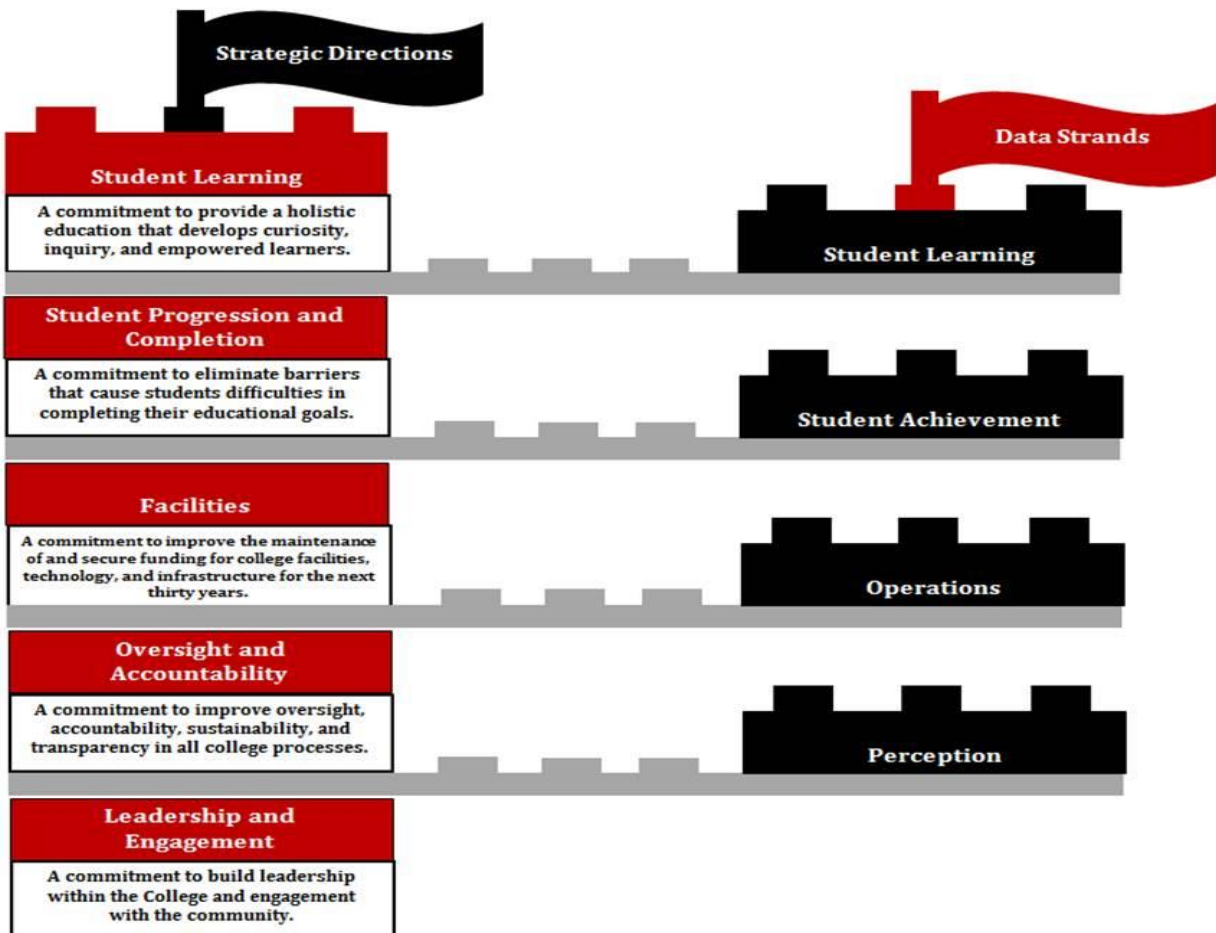 Strategic Directions
Data Strands
Student Learning
A commitment to provide a holistic
education that develops curiosity,
inquiry, and empowered learners.
Student Learning
Student Progression and
Completion
A commitment to eliminate barriers
that cause students difficulties in
completing their educational goals.
Student Achievement
Facilities
A commitment to improve the maintenance
of and secure funding for college facilities,
technology, and infrastructure for the next
thirty years.
Operations
Oversight and
Accountability
A commitment to improve oversight,
accountability, sustainability, and
transparency in all college processes.
Perception
Leadership and
Engagement
A commitment to build leadership
within the College and engagement
with the community.